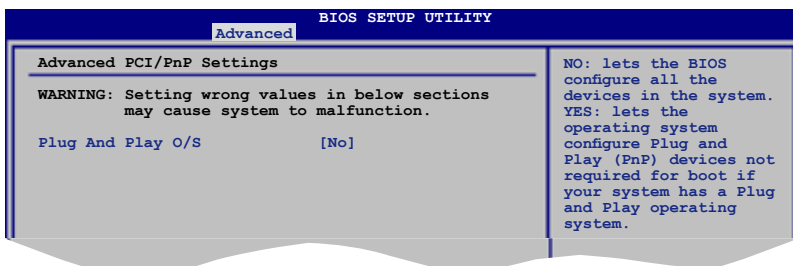 BIOS SETUP UTILITY
Advanced
Advanced PCI/PnP Settings
WARNING: Setting wrong values in below sections
may cause system to malfunction.
Plug And Play O/S [No]
NO: lets the BIOS
configure all the
devices in the system.
YES: lets the
operating system
configure Plug and
Play (PnP) devices not
required for boot if
your system has a Plug
and Play operating
system.